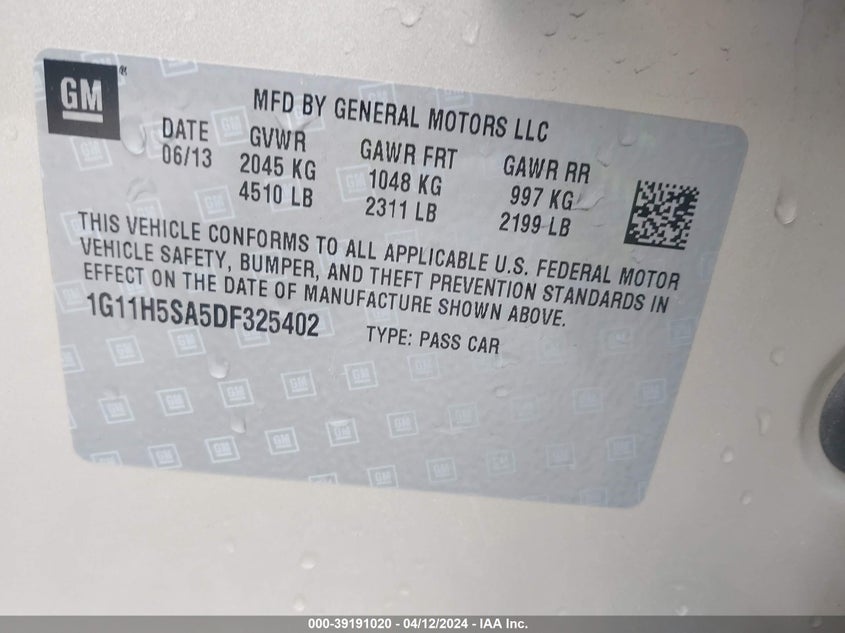 GM®
MFD BY GENERAL MOTORS LLC
DATE GVWR GAWR FRT GAWR RR
06/13 2045 KG 1048 KG 997 KG
4510 LB 2311 LB 2199 LB
THIS VEHICLE CONFORMS TO ALL APPLICABLE U.S. FEDERAL MOTOR
VEHICLE SAFETY, BUMPER, AND THEFT PREVENTION STANDARDS IN
EFFECT ON THE DATE OF MANUFACTURE SHOWN ABOVE.
1G11H5SA5DF325402 TYPE: PASS CAR
000-39191020 - 04/12/2024 - IAA Inc.